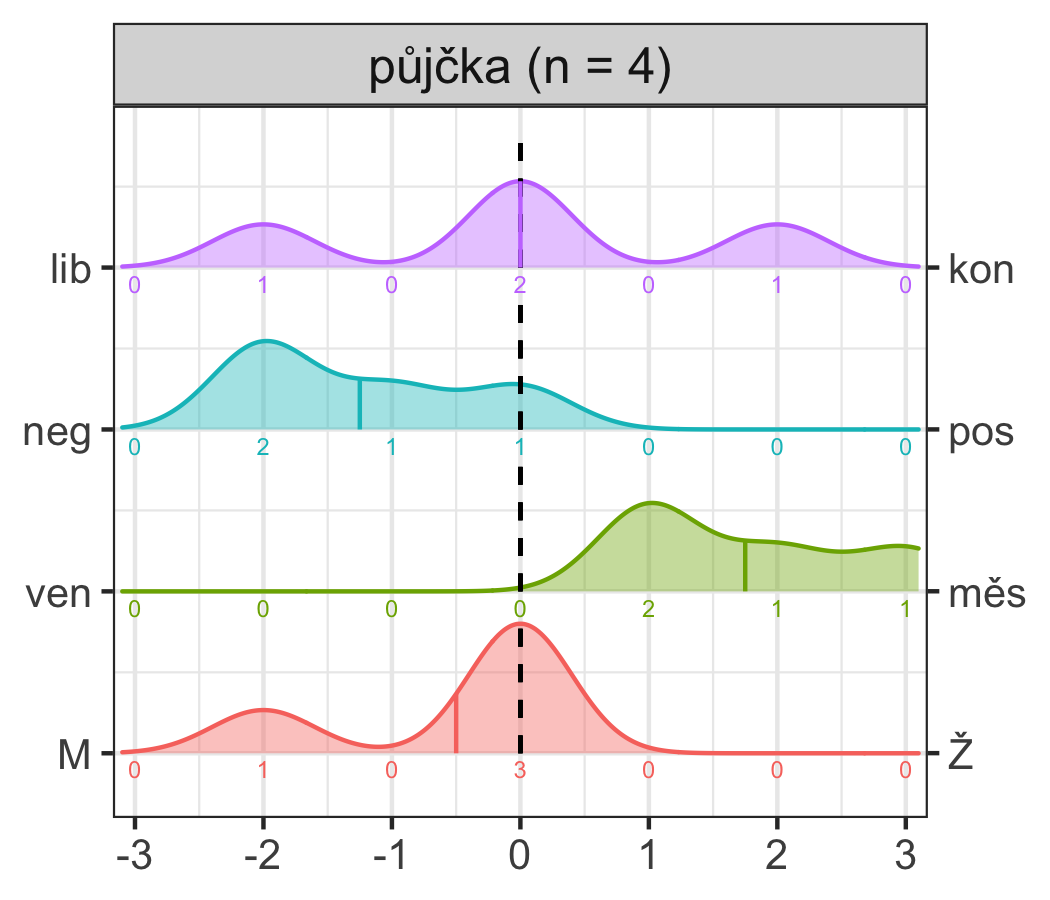 půjčka (n = 4)
lib kon
0 1 0 2 0 1 0
neg pos
0 2 1 1 0 0 0
ven měs
0 0 0 0 2 1 1
M Ž
0 1 0 3 0 0 0
-3 -2 -1 0 1 2 3